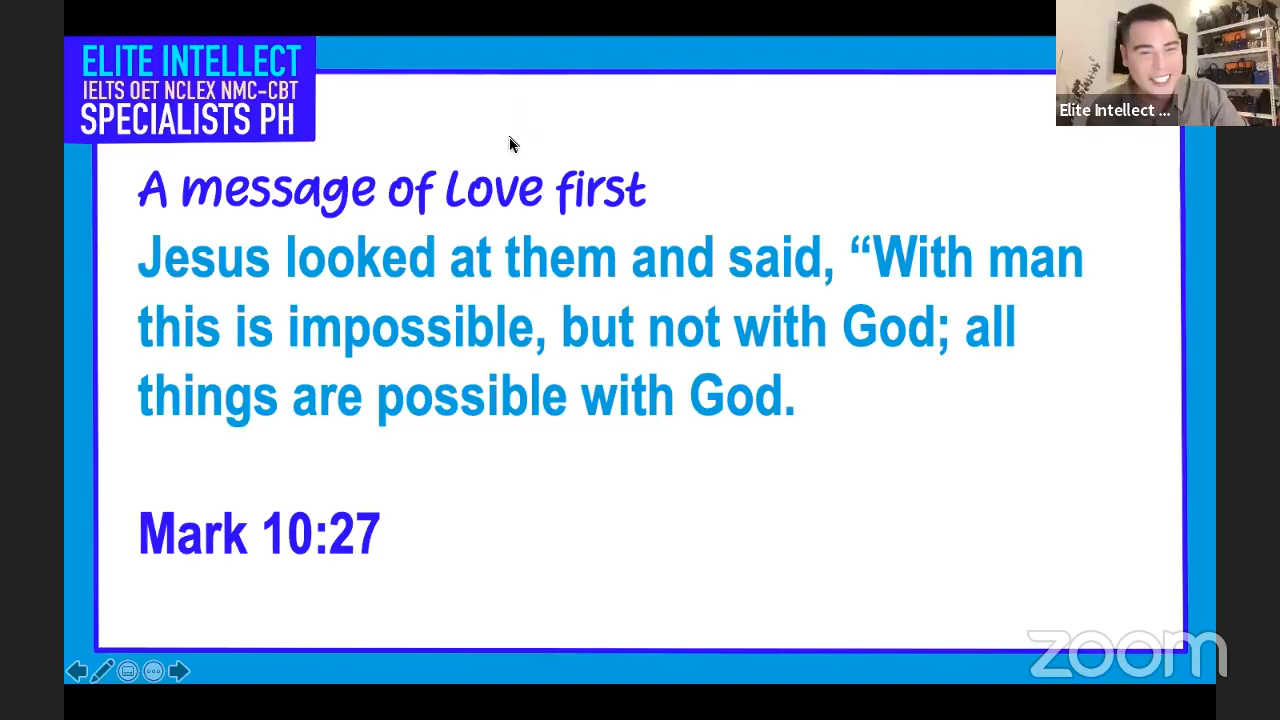 ELITE INTELLECT
IELTS OET NCLEX NMC-CBT
SPECIALISTS PH
Elite Intellect ...
A message of Love first
Jesus looked at them and said, “With man
this is impossible, but not with God; all
things are possible with God.
Mark 10:27
zoom